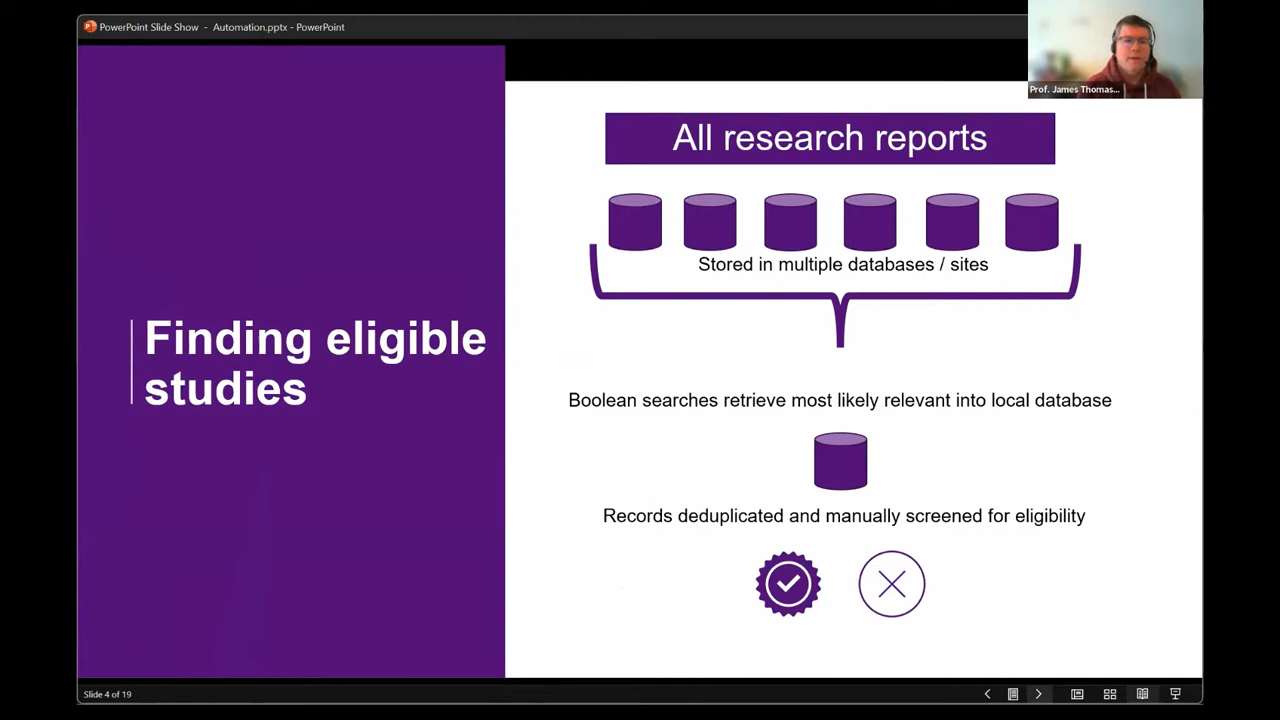 PowerPoint Slide Show - Automation.pptx - PowerPoint
Prof. James Thomas...
All research reports
Stored in multiple databases / sites
Finding eligible
studies
Boolean searches retrieve most likely relevant into local database
Records deduplicated and manually screened for eligibility
Slide 4 of 19